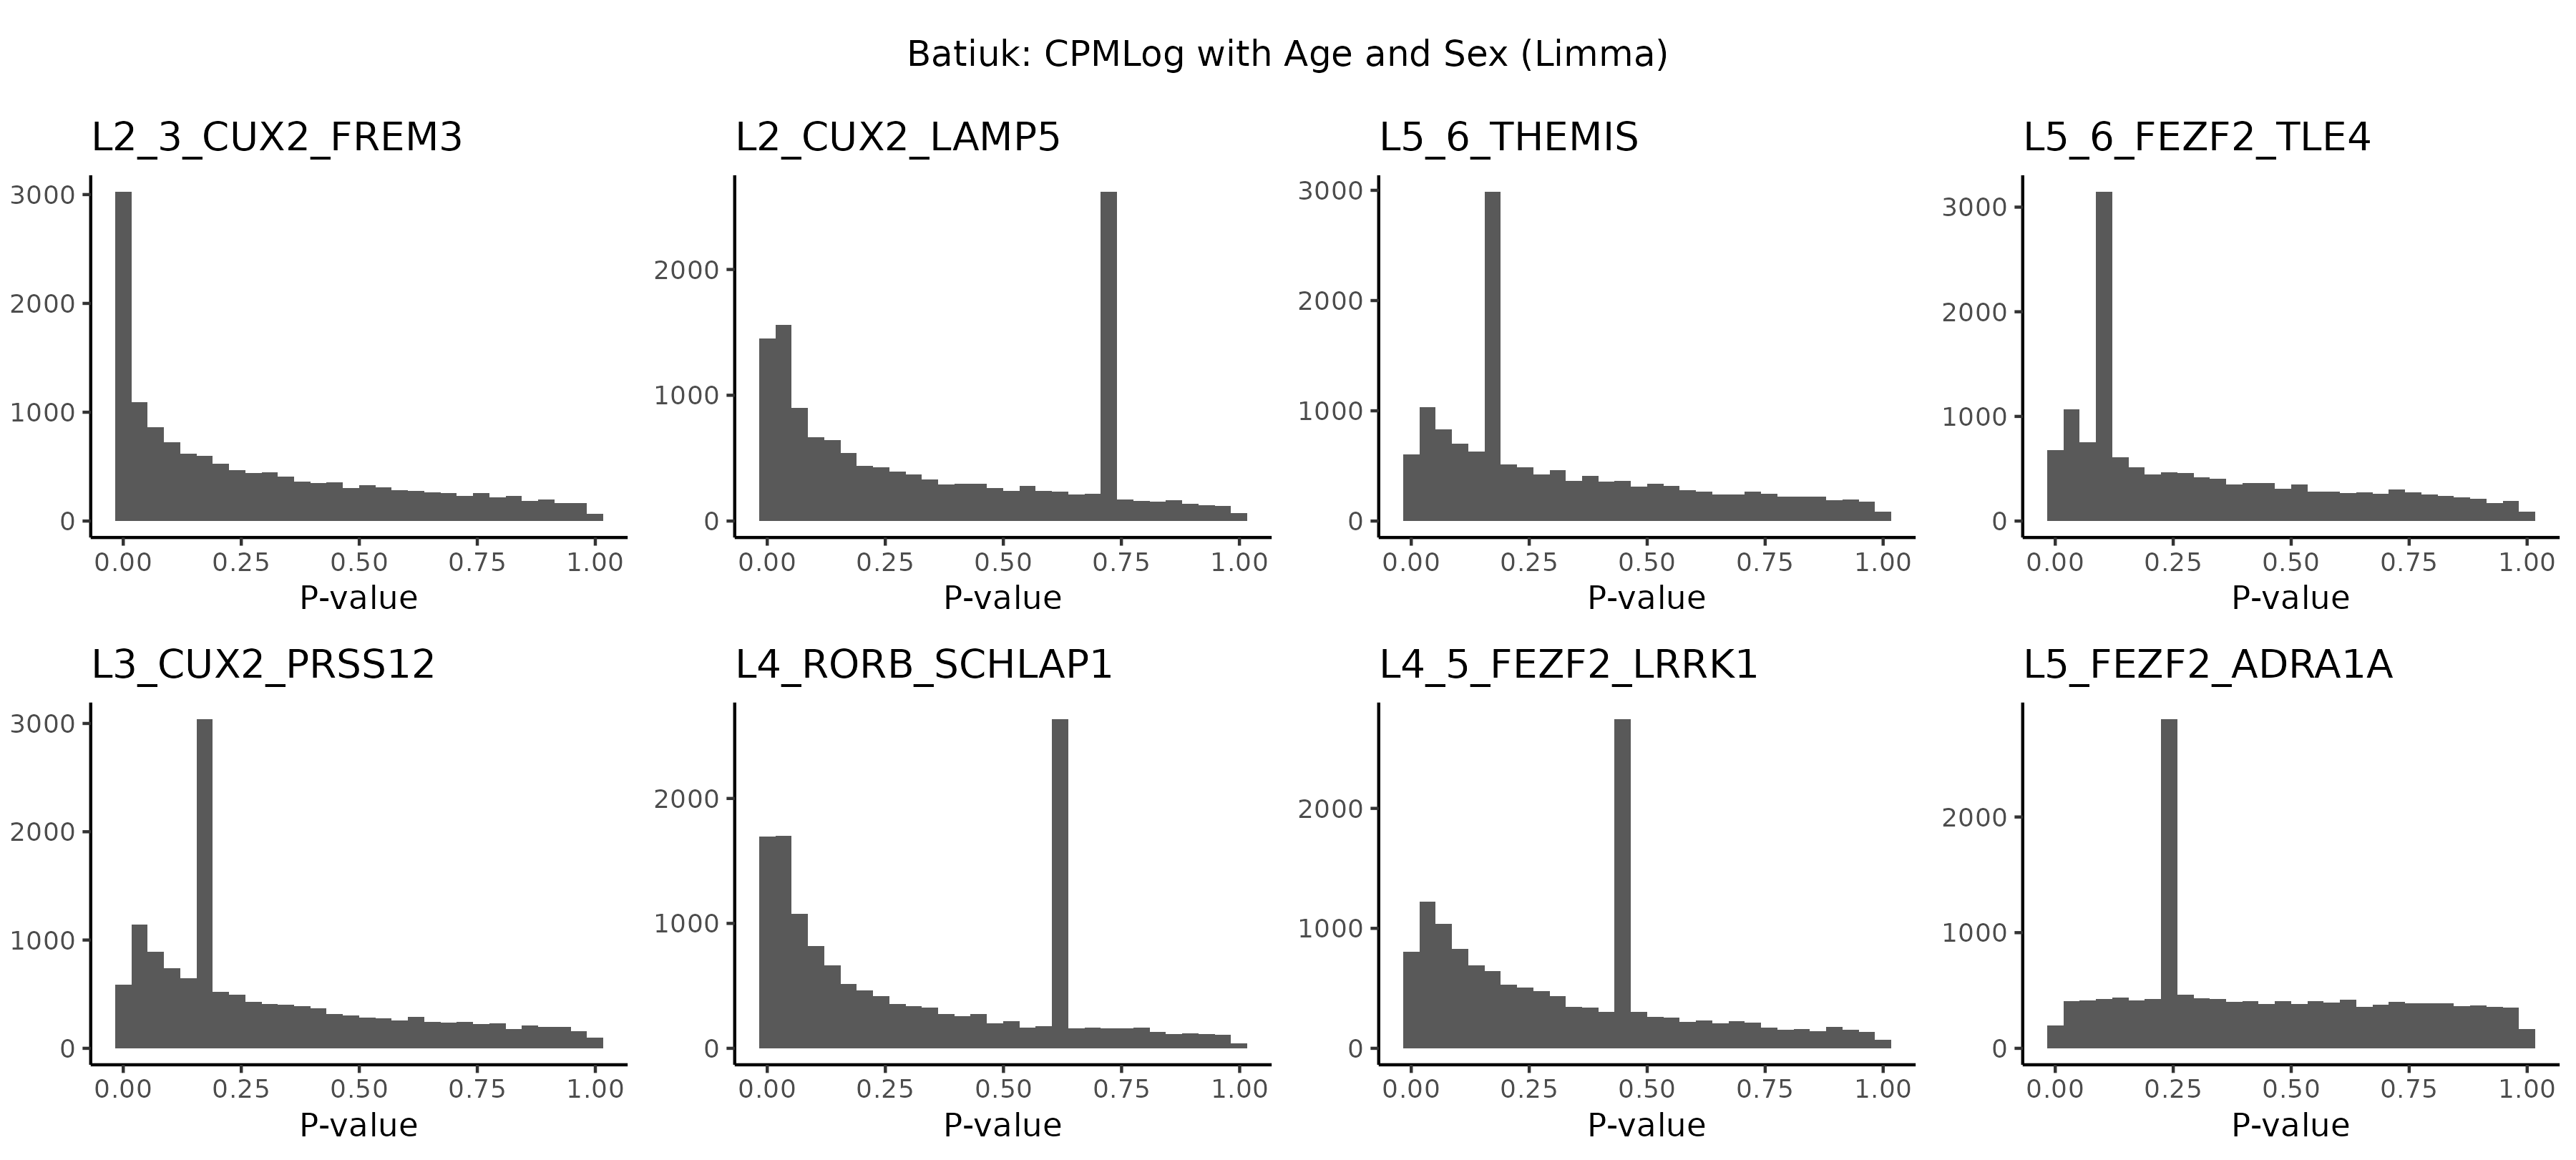 Batiuk: CPMLog with Age and Sex (Limma)
L2_3_CUX2_FREM3
L2_CUX2_LAMP5
L5_6_THEMIS
L5_6_FEZF2_TLE4
3000
2000
1000
0
0.00 0.25 0.50 0.75 1.00
P-value
2000
1000
0
0.00 0.25 0.50 0.75 1.00
P-value
3000
2000
1000
0
0.00 0.25 0.50 0.75 1.00
P-value
3000
2000
1000
0
0.00 0.25 0.50 0.75 1.00
P-value
L3_CUX2_PRSS12
L4_RORB_SCHLAP1
L4_5_FEZF2_LRRK1
L5_FEZF2_ADRA1A
3000
2000
1000
0
0.00 0.25 0.50 0.75 1.00
P-value
2000
1000
0
0.00 0.25 0.50 0.75 1.00
P-value
2000
1000
0
0.00 0.25 0.50 0.75 1.00
P-value
2000
1000
0
0.00 0.25 0.50 0.75 1.00
P-value